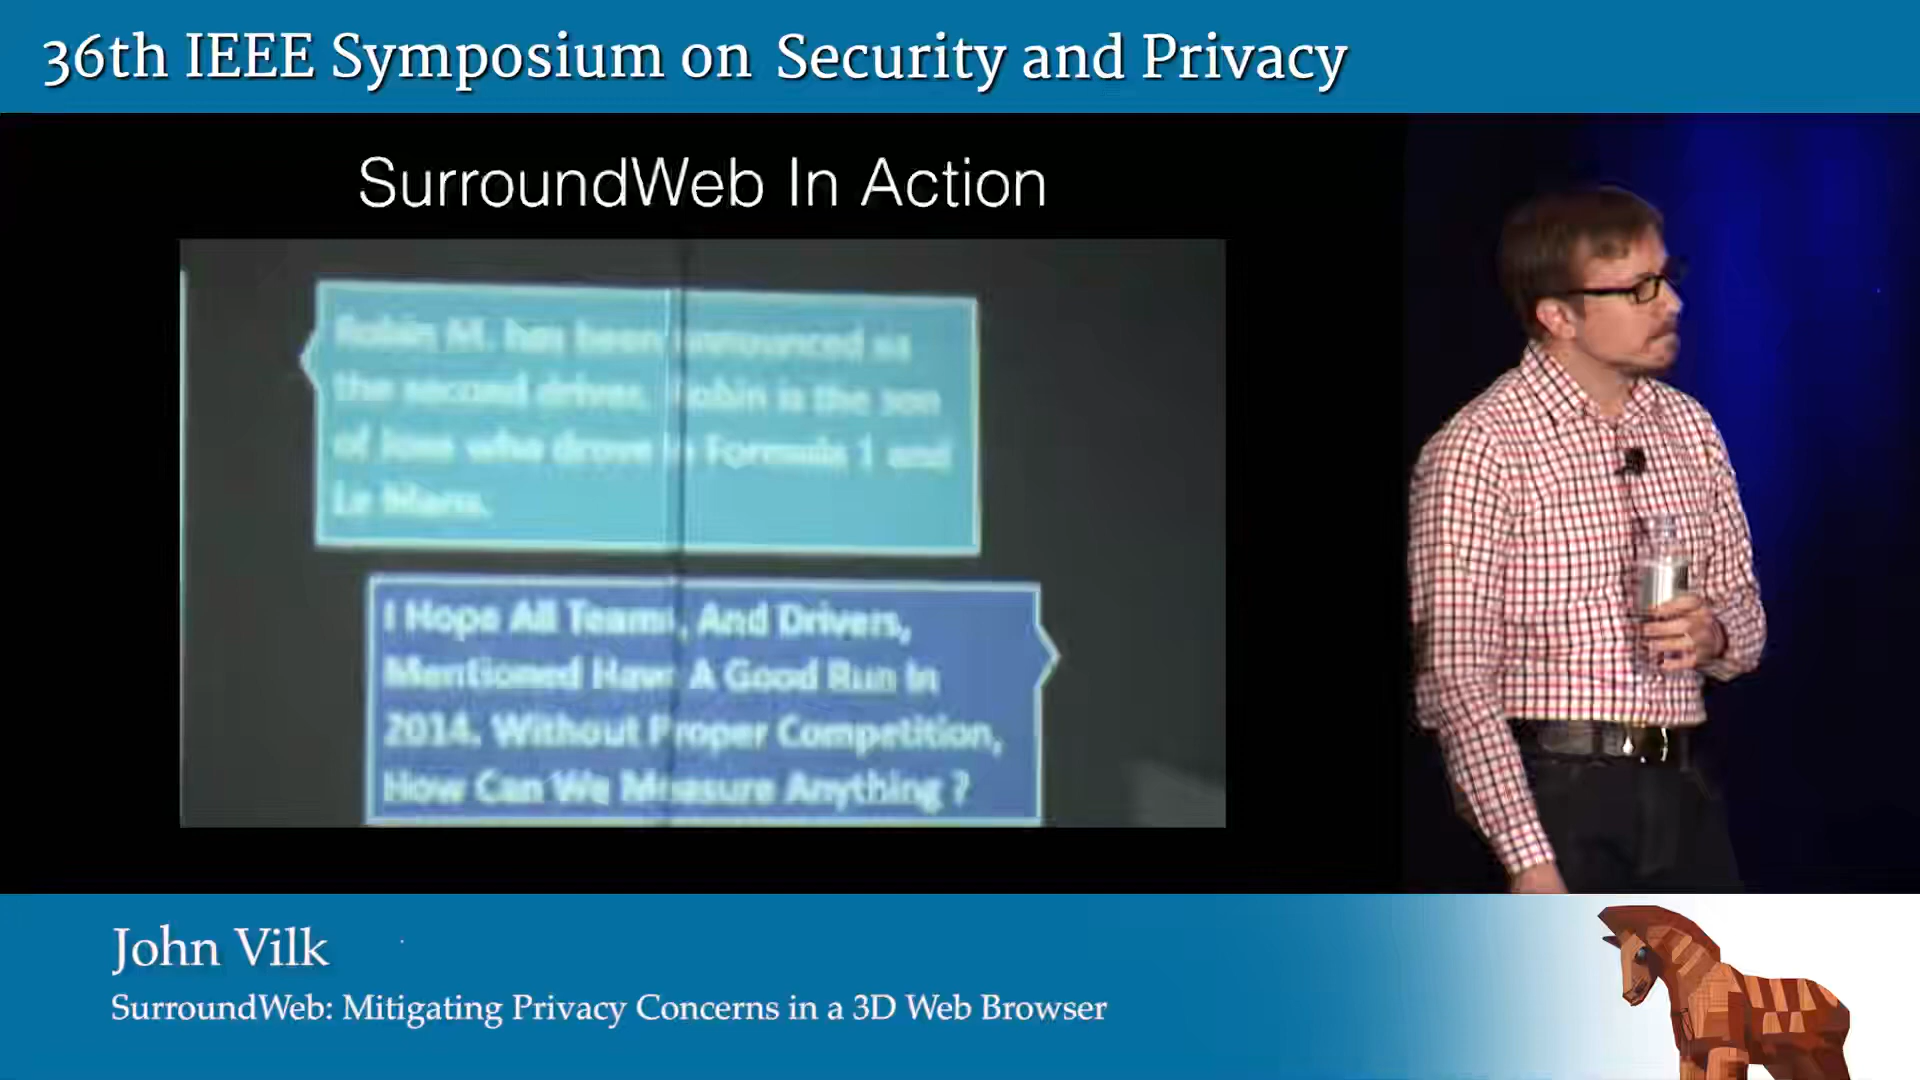 36th IEEE Symposium on Security and Privacy
SurroundWeb In Action
Robin M. has been announced as
the second driver. Robin is the son
of Joss who drove in Formula 1 and
Le Mans.
I Hope All Teams, And Drivers,
Mentioned Have A Good Run In
2014. Without Proper Competition,
How Can We Measure Anything ?
John Vilk
SurroundWeb: Mitigating Privacy Concerns in a 3D Web Browser